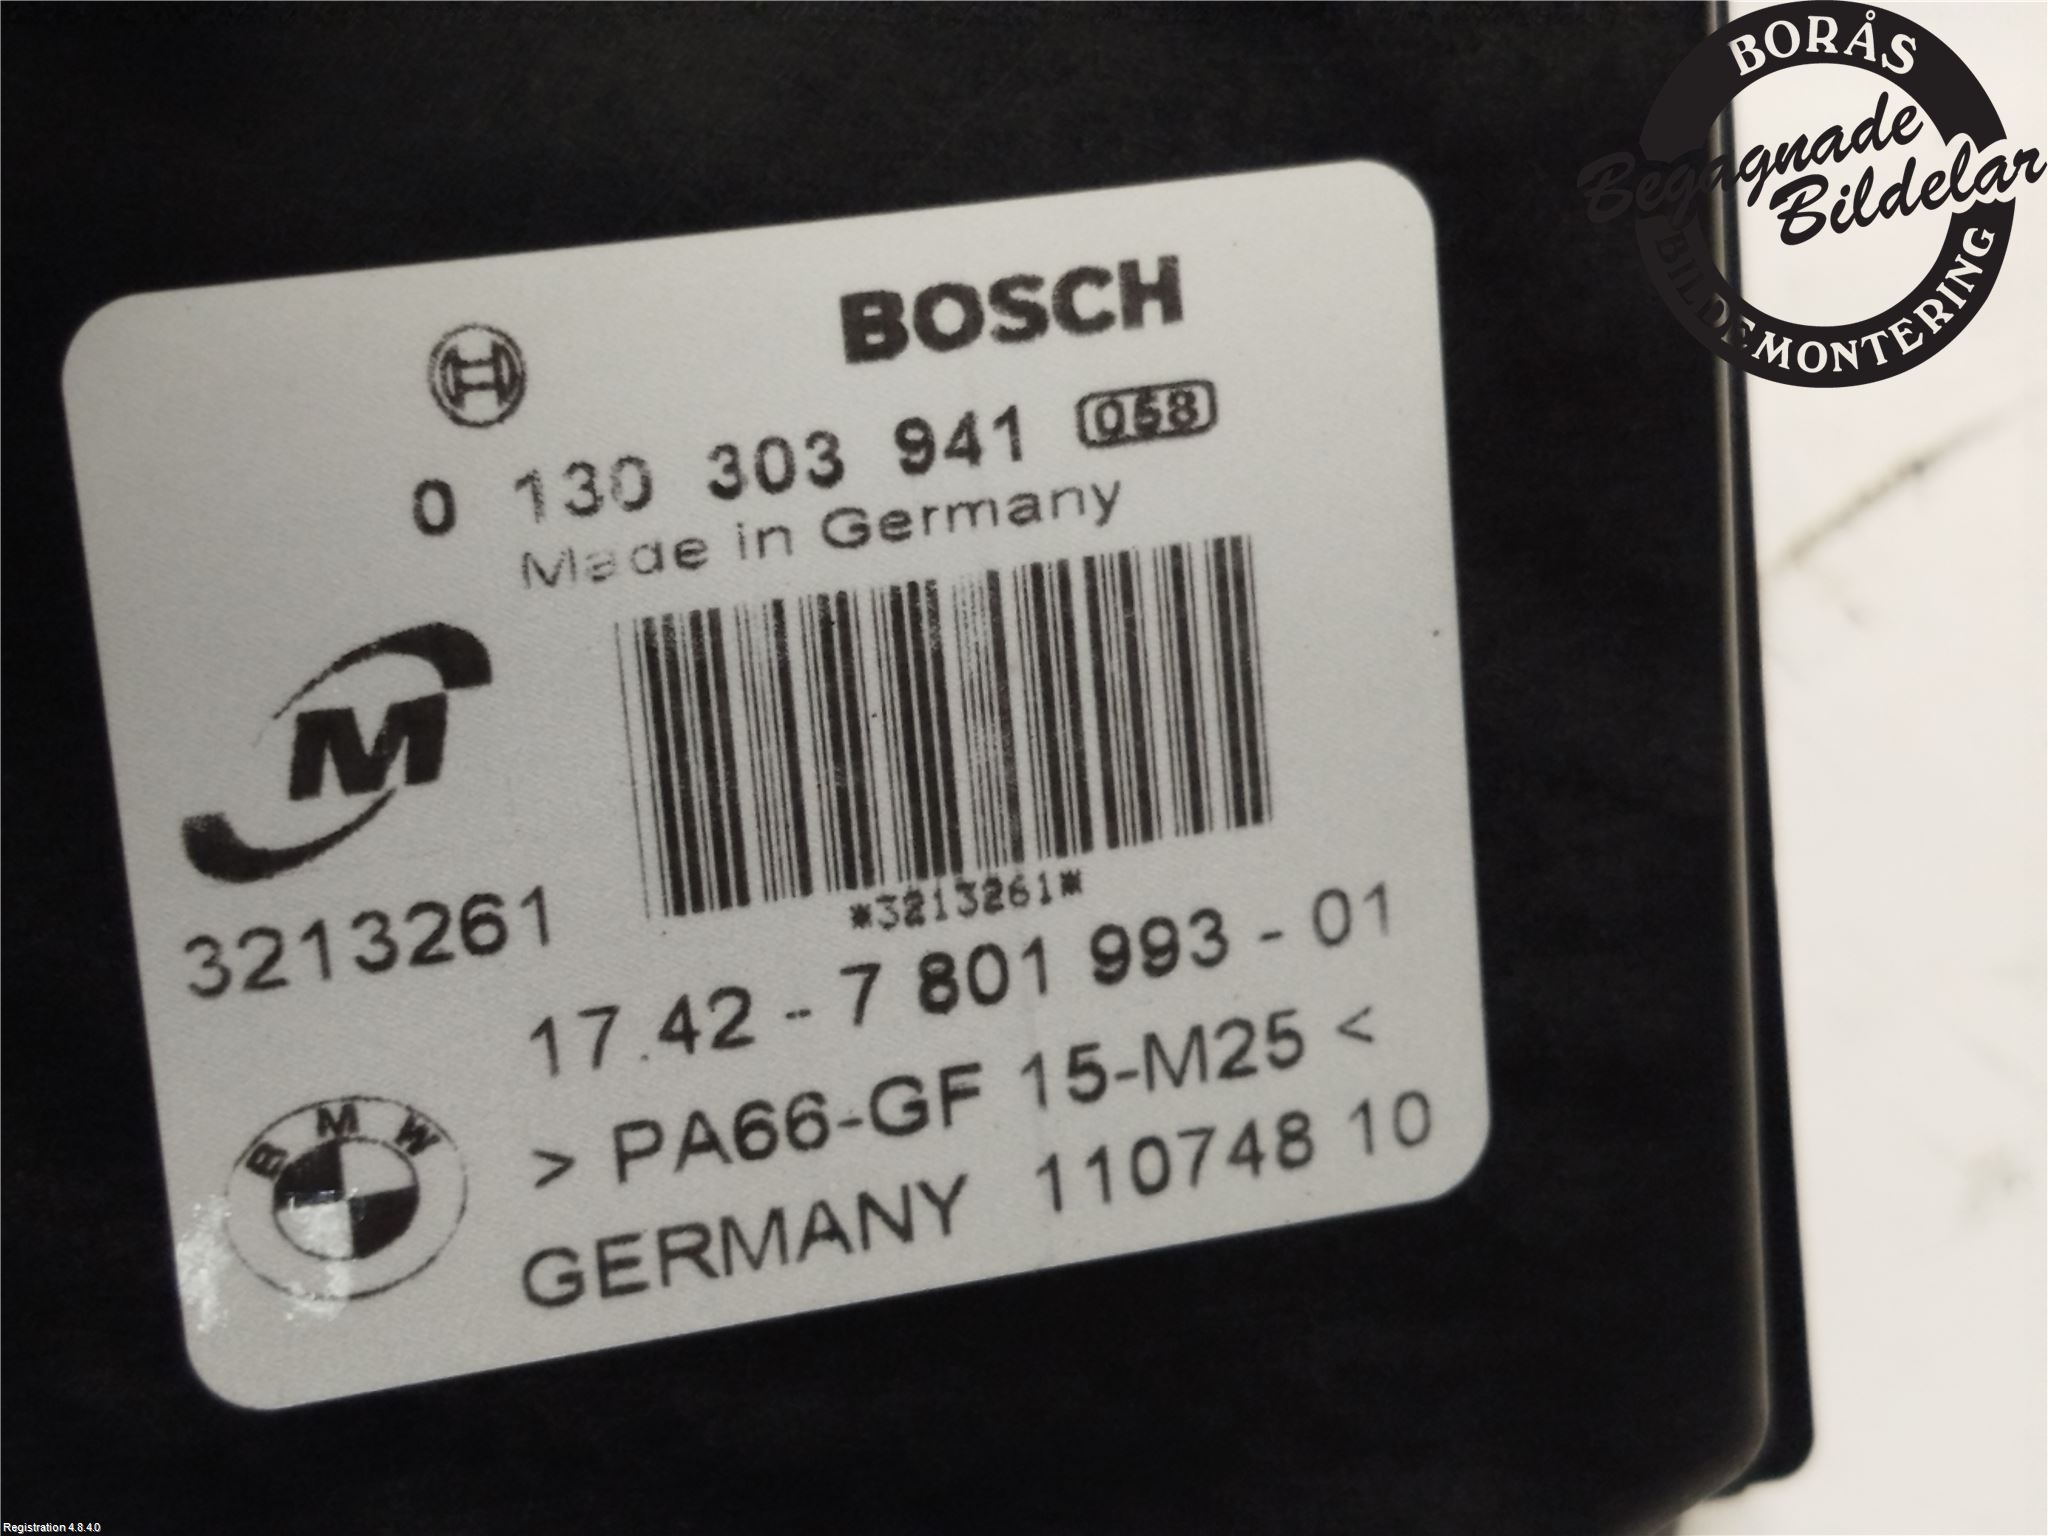 BOSCH
0 130 303 941 068
Made in Germany
M
*3213261*
3213261
17.42 - 7 801 993 - 01
> PA66-GF 15-M25 <
BMW
GERMANY 110748 10
BORÅS
Begagnade
Bildelar
BILDEMONTERING
Registration 4.8.4.0